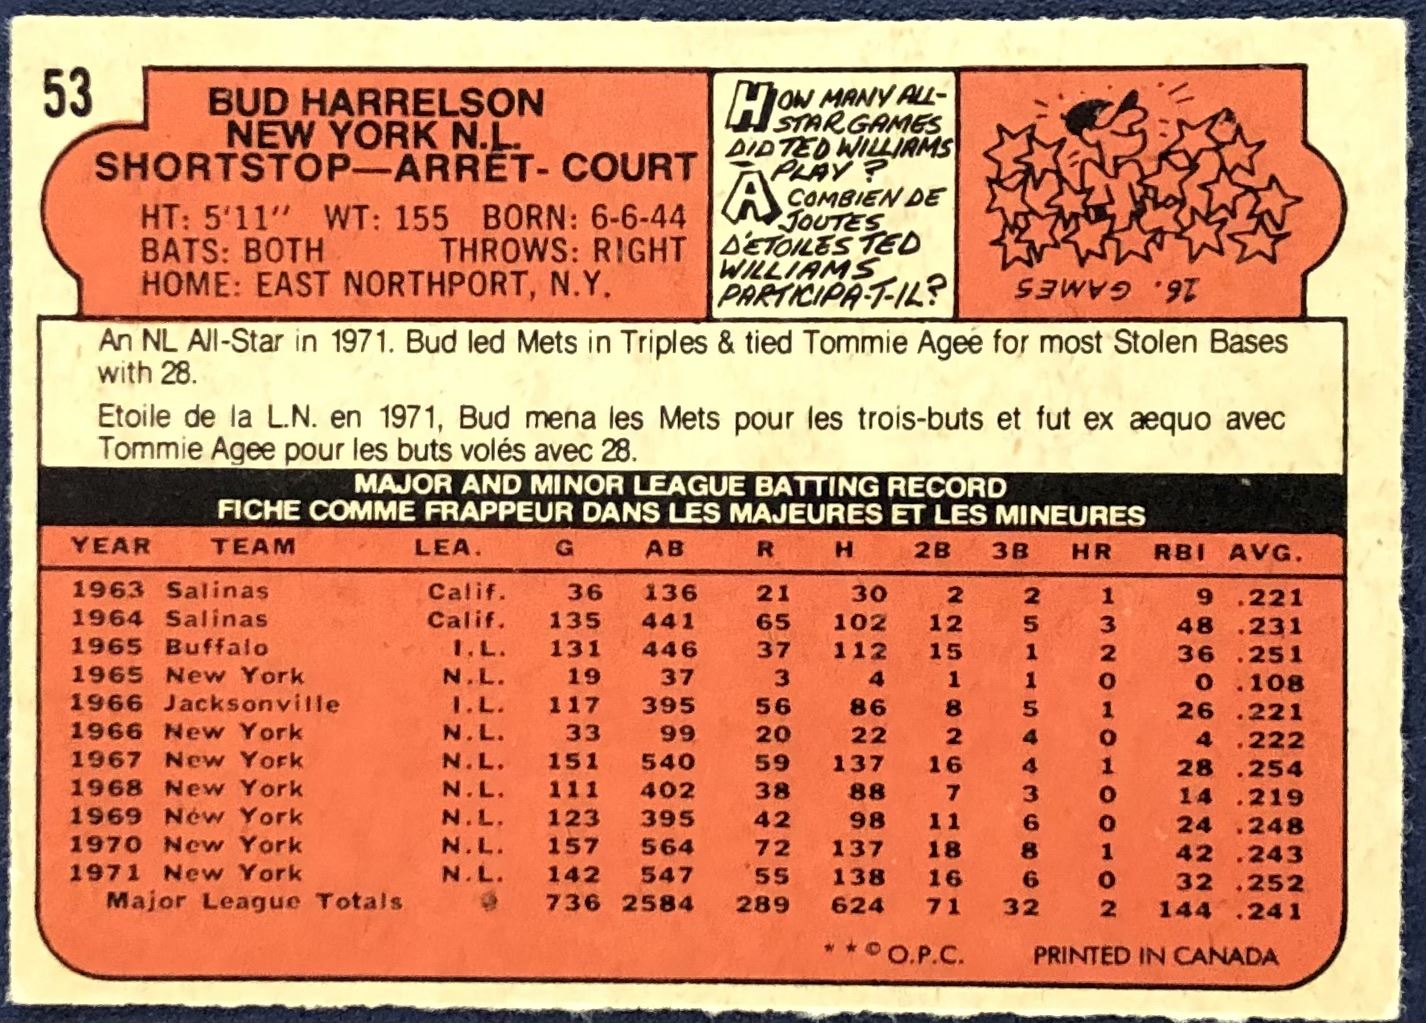 53
BUD HARRELSON
NEW YORK N.L.
SHORTSTOP—ARRÊT- COURT
HT: 5'11" WT: 155 BORN: 6-6-44
BATS: BOTH THROWS: RIGHT
HOME: EAST NORTHPORT, N.Y.
HOW MANY ALL-
STAR GAMES
DID TED WILLIAMS
PLAY?
A COMBIEN DE
JOUTES
D'ÉTOILES TED
WILLIAMS
PARTICIPA-T-IL?
16. GAMES
An NL All-Star in 1971. Bud led Mets in Triples & tied Tommie Agee for most Stolen Bases
with 28.
Etoile de la L.N. en 1971, Bud mena les Mets pour les trois-buts et fut ex aequo avec
Tommie Agee pour les buts volés avec 28.
MAJOR AND MINOR LEAGUE BATTING RECORD
FICHE COMME FRAPPEUR DANS LES MAJEURES ET LES MINEURES
YEAR TEAM LEA. G AB R H 2B 3B HR RBI AVG.
1963 Salinas Calif. 36 136 21 30 2 2 1 9 .221
1964 Salinas Calif. 135 441 65 102 12 5 3 48 .231
1965 Buffalo I.L. 131 446 37 112 15 1 2 36 .251
1965 New York N.L. 19 37 3 4 1 1 0 0 .108
1966 Jacksonville I.L. 117 395 56 86 8 5 1 26 .221
1966 New York N.L. 33 99 20 22 2 4 0 4 .222
1967 New York N.L. 151 540 59 137 16 4 1 28 .254
1968 New York N.L. 111 402 38 88 7 3 0 14 .219
1969 New York N.L. 123 395 42 98 11 6 0 24 .248
1970 New York N.L. 157 564 72 137 18 8 1 42 .243
1971 New York N.L. 142 547 55 138 16 6 0 32 .252
Major League Totals 736 2584 289 624 71 32 2 144 .241
* * © O.P.C. PRINTED IN CANADA